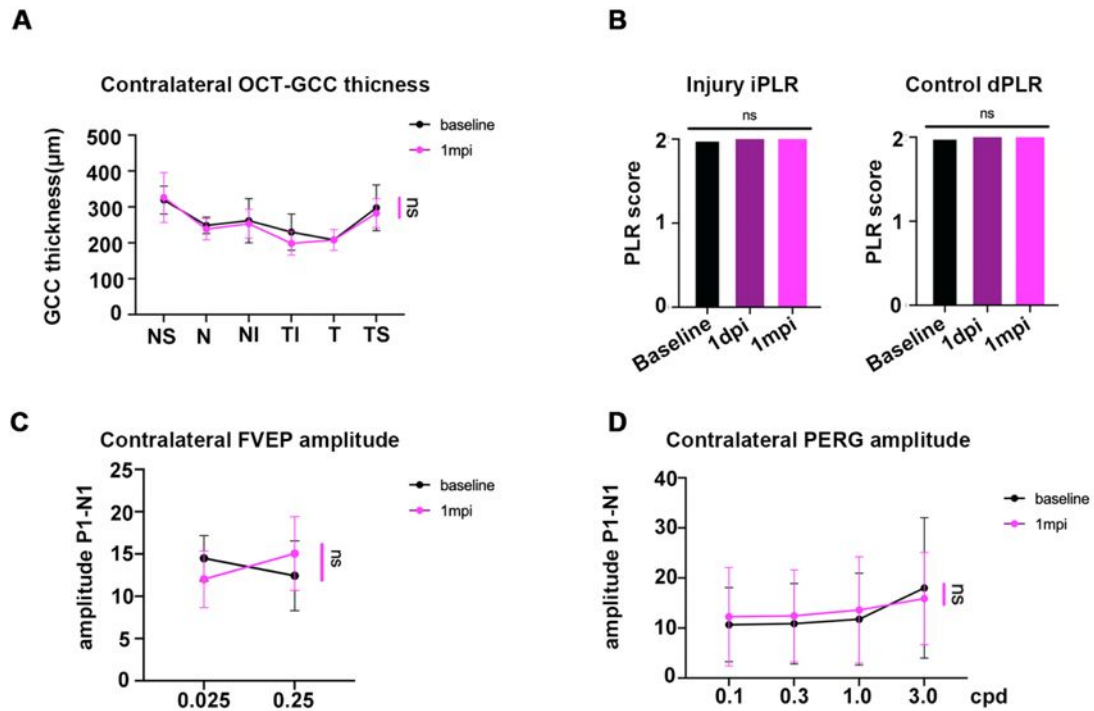 A
Contralateral OCT-GCC thicness
GCC thickness(μm)
500
400
300
200
100
0
NS N NI TI T TS
baseline
1mpi
ns
B
Injury iPLR
ns
PLR score
2
0
Baseline 1dpi 1mpi
Control dPLR
ns
PLR score
2
0
Baseline 1dpi 1mpi
C
Contralateral FVEP amplitude
amplitude P1-N1
25
20
15
10
5
0
0.025 0.25
baseline
1mpi
ns
D
Contralateral PERG amplitude
amplitude P1-N1
40
30
20
10
0
0.1 0.3 1.0 3.0 cpd
baseline
1mpi
ns